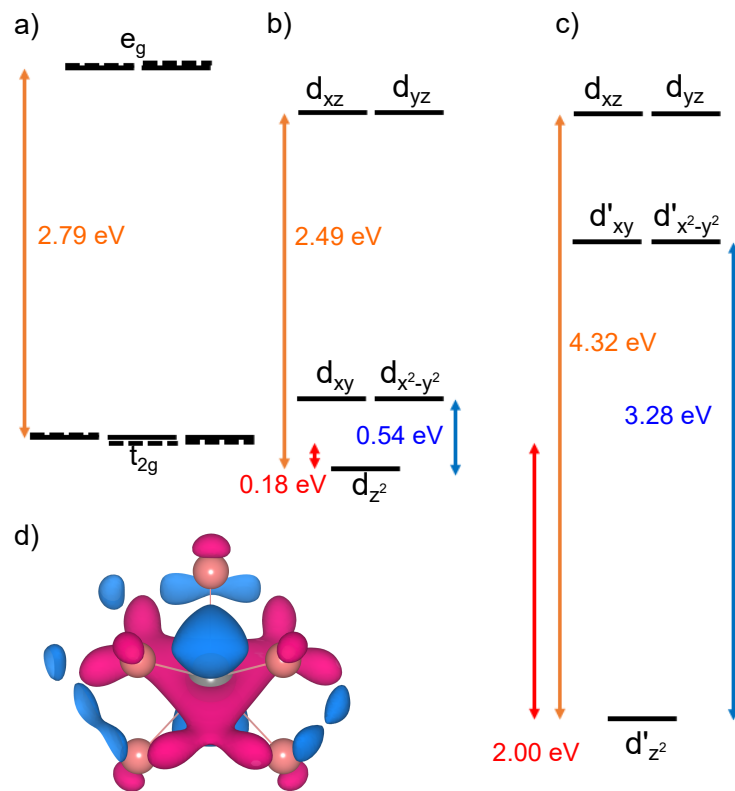 a)
e_g
2.79 eV
t_2g
b)
d_xz d_yz
2.49 eV
d_xy d_x²-y²
0.54 eV
0.18 eV
d_z²
c)
d_xz d_yz
d'_xy d'_x²-y²
4.32 eV
3.28 eV
2.00 eV
d'_z²
d)